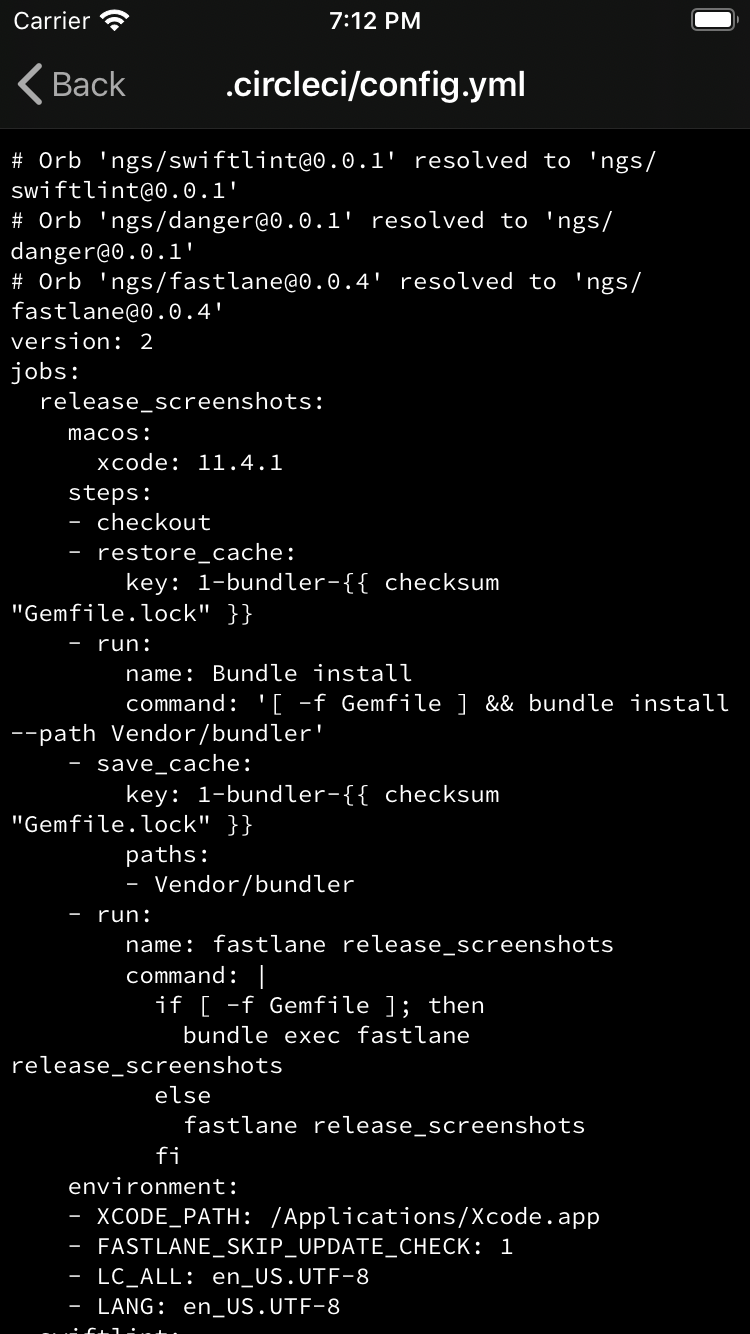 Carrier 7:12 PM
Back .circleci/config.yml
# Orb 'ngs/swiftlint@0.0.1' resolved to 'ngs/
swiftlint@0.0.1'
# Orb 'ngs/danger@0.0.1' resolved to 'ngs/
danger@0.0.1'
# Orb 'ngs/fastlane@0.0.4' resolved to 'ngs/
fastlane@0.0.4'
version: 2
jobs:
  release_screenshots:
    macos:
      xcode: 11.4.1
    steps:
    - checkout
    - restore_cache:
        key: 1-bundler-{{ checksum
"Gemfile.lock" }}
    - run:
        name: Bundle install
        command: '[ -f Gemfile ] && bundle install
--path Vendor/bundler'
    - save_cache:
        key: 1-bundler-{{ checksum
"Gemfile.lock" }}
        paths:
        - Vendor/bundler
    - run:
        name: fastlane release_screenshots
        command: |
          if [ -f Gemfile ]; then
            bundle exec fastlane
release_screenshots
          else
            fastlane release_screenshots
          fi
    environment:
    - XCODE_PATH: /Applications/Xcode.app
    - FASTLANE_SKIP_UPDATE_CHECK: 1
    - LC_ALL: en_US.UTF-8
    - LANG: en_US.UTF-8
  swiftlint: